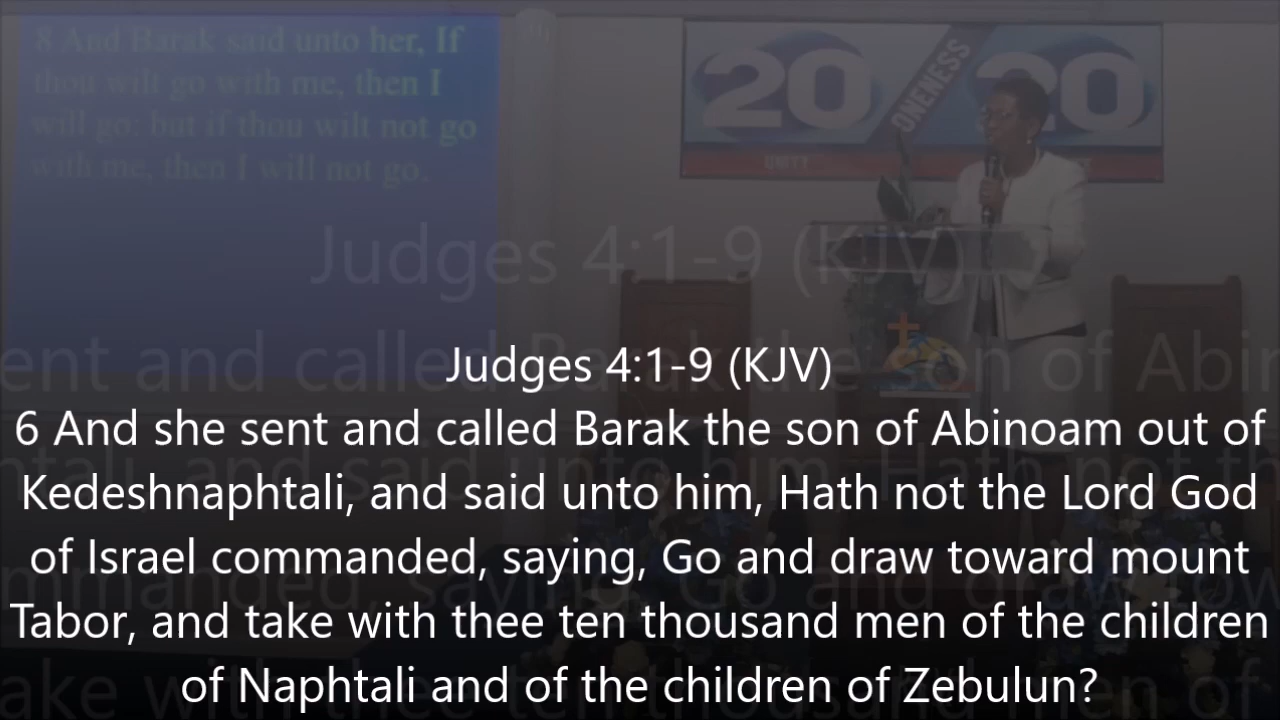 8 And Barak said unto her, If
thou wilt go with me, then I
will go: but if thou wilt not go
with me, then I will not go.
20 ONENESS 20
UNITY
Judges 4:1-9 (KJV)
Judges 4:1-9 (KJV)
6 And she sent and called Barak the son of Abinoam out of
Kedeshnaphtali, and said unto him, Hath not the Lord God
of Israel commanded, saying, Go and draw toward mount
Tabor, and take with thee ten thousand men of the children
of Naphtali and of the children of Zebulun?